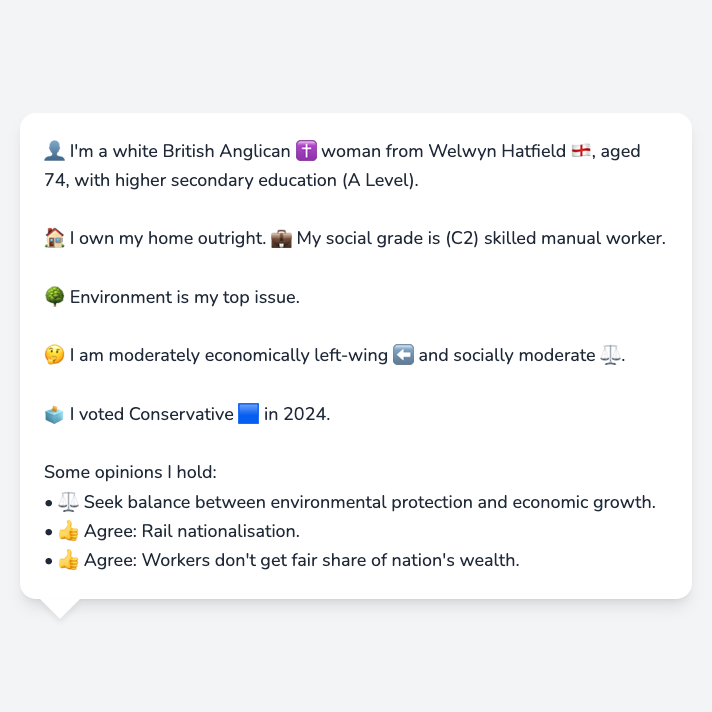 👤 I'm a white British Anglican ✝️ woman from Welwyn Hatfield 🏴󠁧󠁢󠁥󠁮󠁧󠁿, aged
74, with higher secondary education (A Level).
🏠 I own my home outright. 💼 My social grade is (C2) skilled manual worker.
🌳 Environment is my top issue.
🤔 I am moderately economically left-wing ⬅️ and socially moderate ⚖️.
🗳️ I voted Conservative 🟦 in 2024.
Some opinions I hold:
• ⚖️ Seek balance between environmental protection and economic growth.
• 👍 Agree: Rail nationalisation.
• 👍 Agree: Workers don't get fair share of nation's wealth.